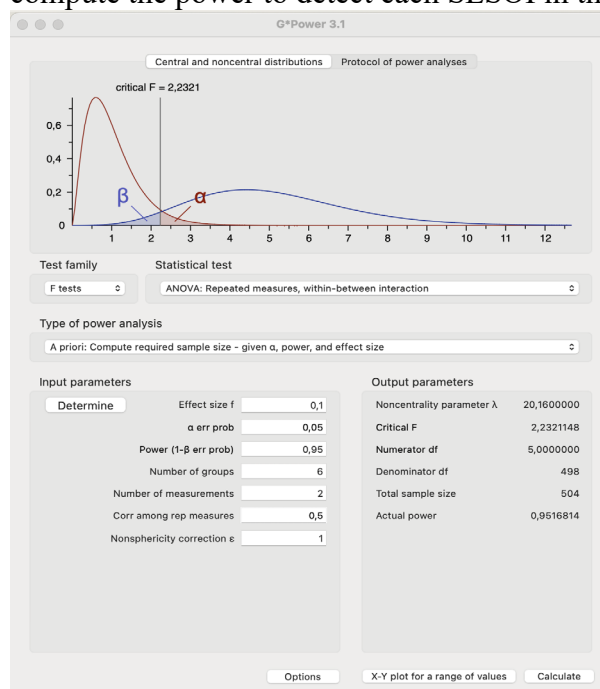 compute the power to detect each SESOI in th
G*Power 3.1
Central and noncentral distributions Protocol of power analyses
critical F = 2,2321
0,6
0,4
0,2
0
β α
1 2 3 4 5 6 7 8 9 10 11 12
Test family Statistical test
F tests ANOVA: Repeated measures, within-between interaction
Type of power analysis
A priori: Compute required sample size - given α, power, and effect size
Input parameters Output parameters
Determine Effect size f 0,1 Noncentrality parameter λ 20,1600000
α err prob 0,05 Critical F 2,2321148
Power (1-β err prob) 0,95 Numerator df 5,0000000
Number of groups 6 Denominator df 498
Number of measurements 2 Total sample size 504
Corr among rep measures 0,5 Actual power 0,9516814
Nonsphericity correction ε 1
Options X-Y plot for a range of values Calculate